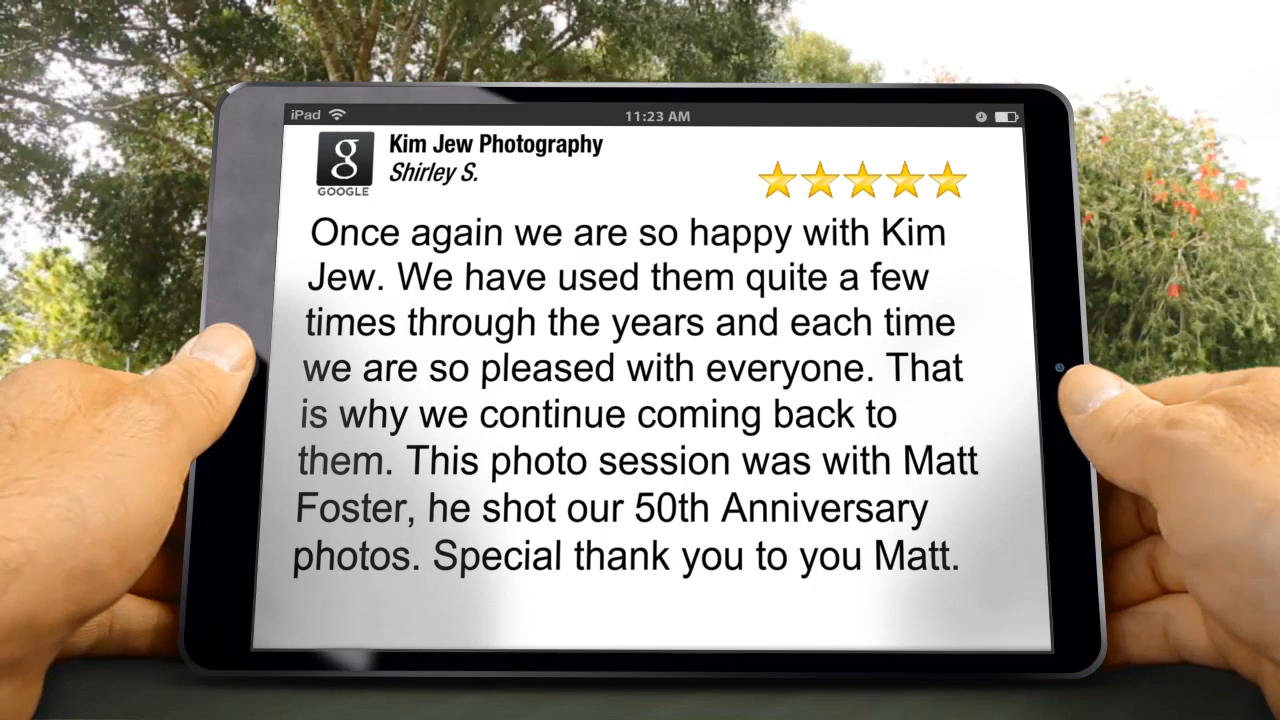 iPad 11:23 AM
g
GOOGLE
Kim Jew Photography
Shirley S.
Once again we are so happy with Kim
Jew. We have used them quite a few
times through the years and each time
we are so pleased with everyone. That
is why we continue coming back to
them. This photo session was with Matt
Foster, he shot our 50th Anniversary
photos. Special thank you to you Matt.